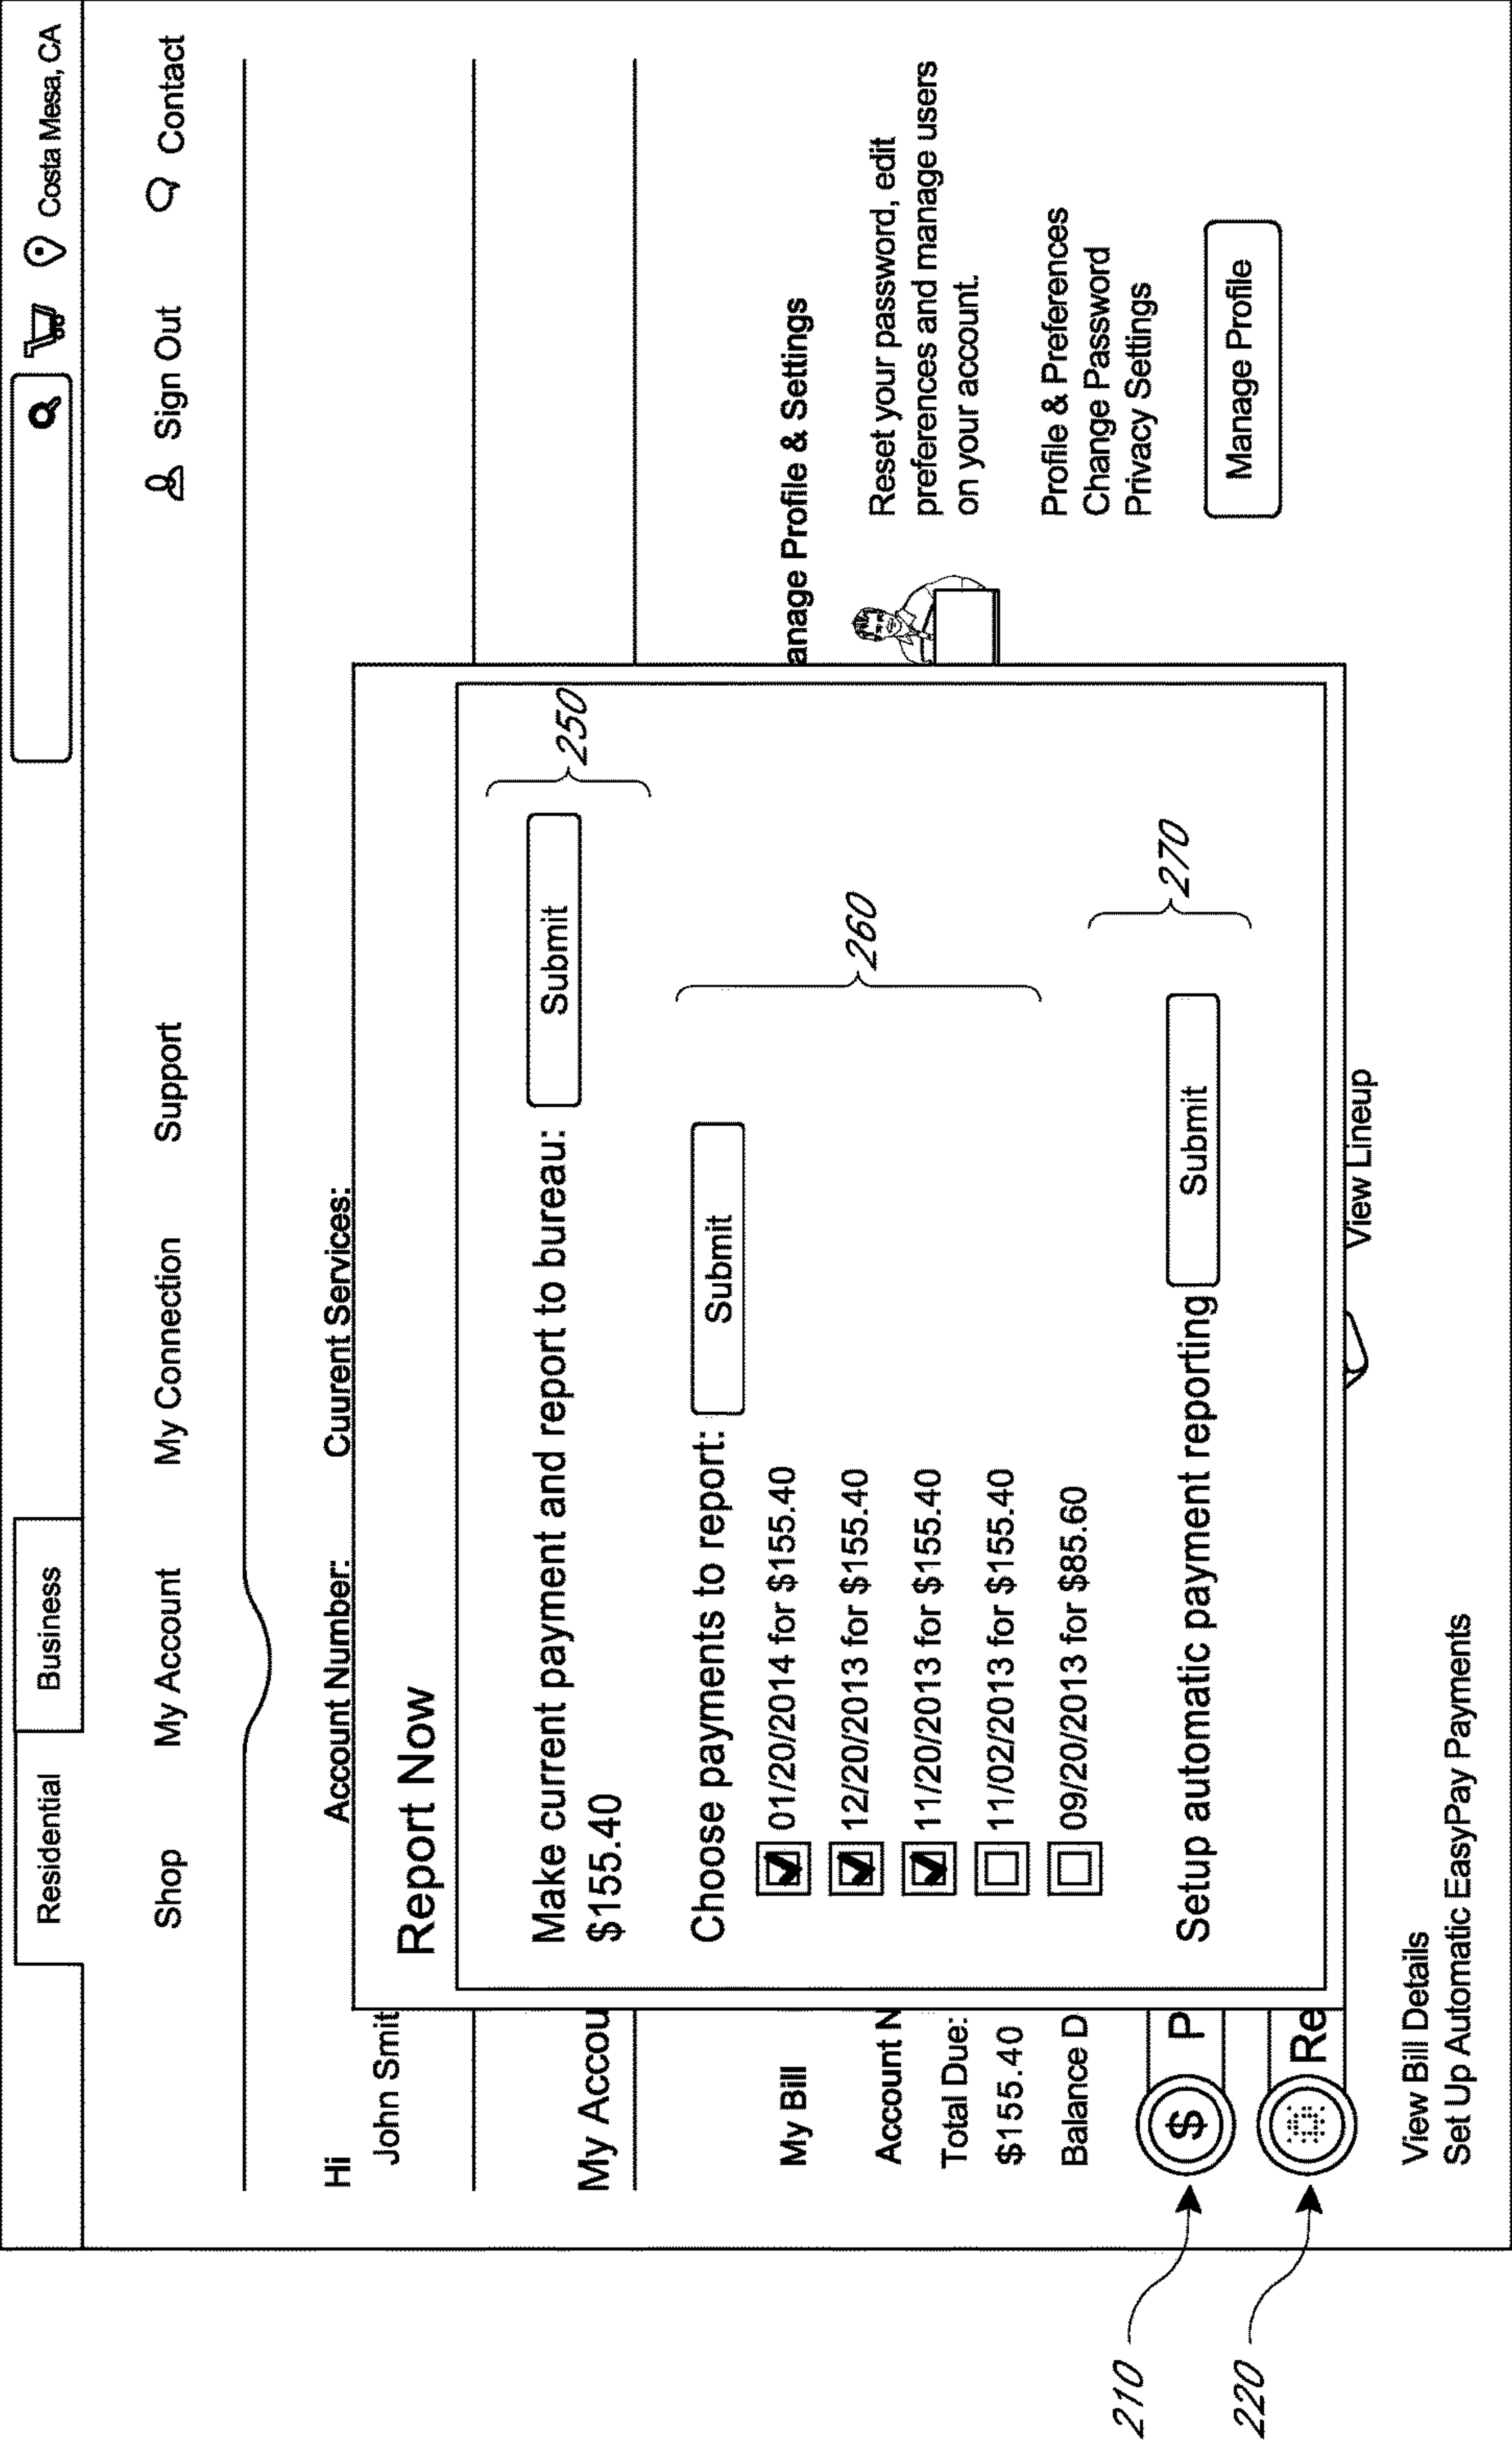 Residential Business Costa Mesa, CA
Shop My Account My Connection Support Sign Out Contact
Hi Account Number: Cuurent Services:
John Smit
Report Now
My Accou
Make current payment and report to bureau: Submit 250
$155.40
Choose payments to report: Submit 260
01/20/2014 for $155.40
12/20/2013 for $155.40
11/20/2013 for $155.40
11/02/2013 for $155.40
09/20/2013 for $85.60
Setup automatic payment reporting Submit 270
My Bill
Account N
Total Due:
$155.40
Balance D
210 $ P
220 Re
anage Profile & Settings
Reset your password, edit
preferences and manage users
on your account.
Profile & Preferences
Change Password
Privacy Settings
Manage Profile
View Lineup
View Bill Details
Set Up Automatic EasyPay Payments